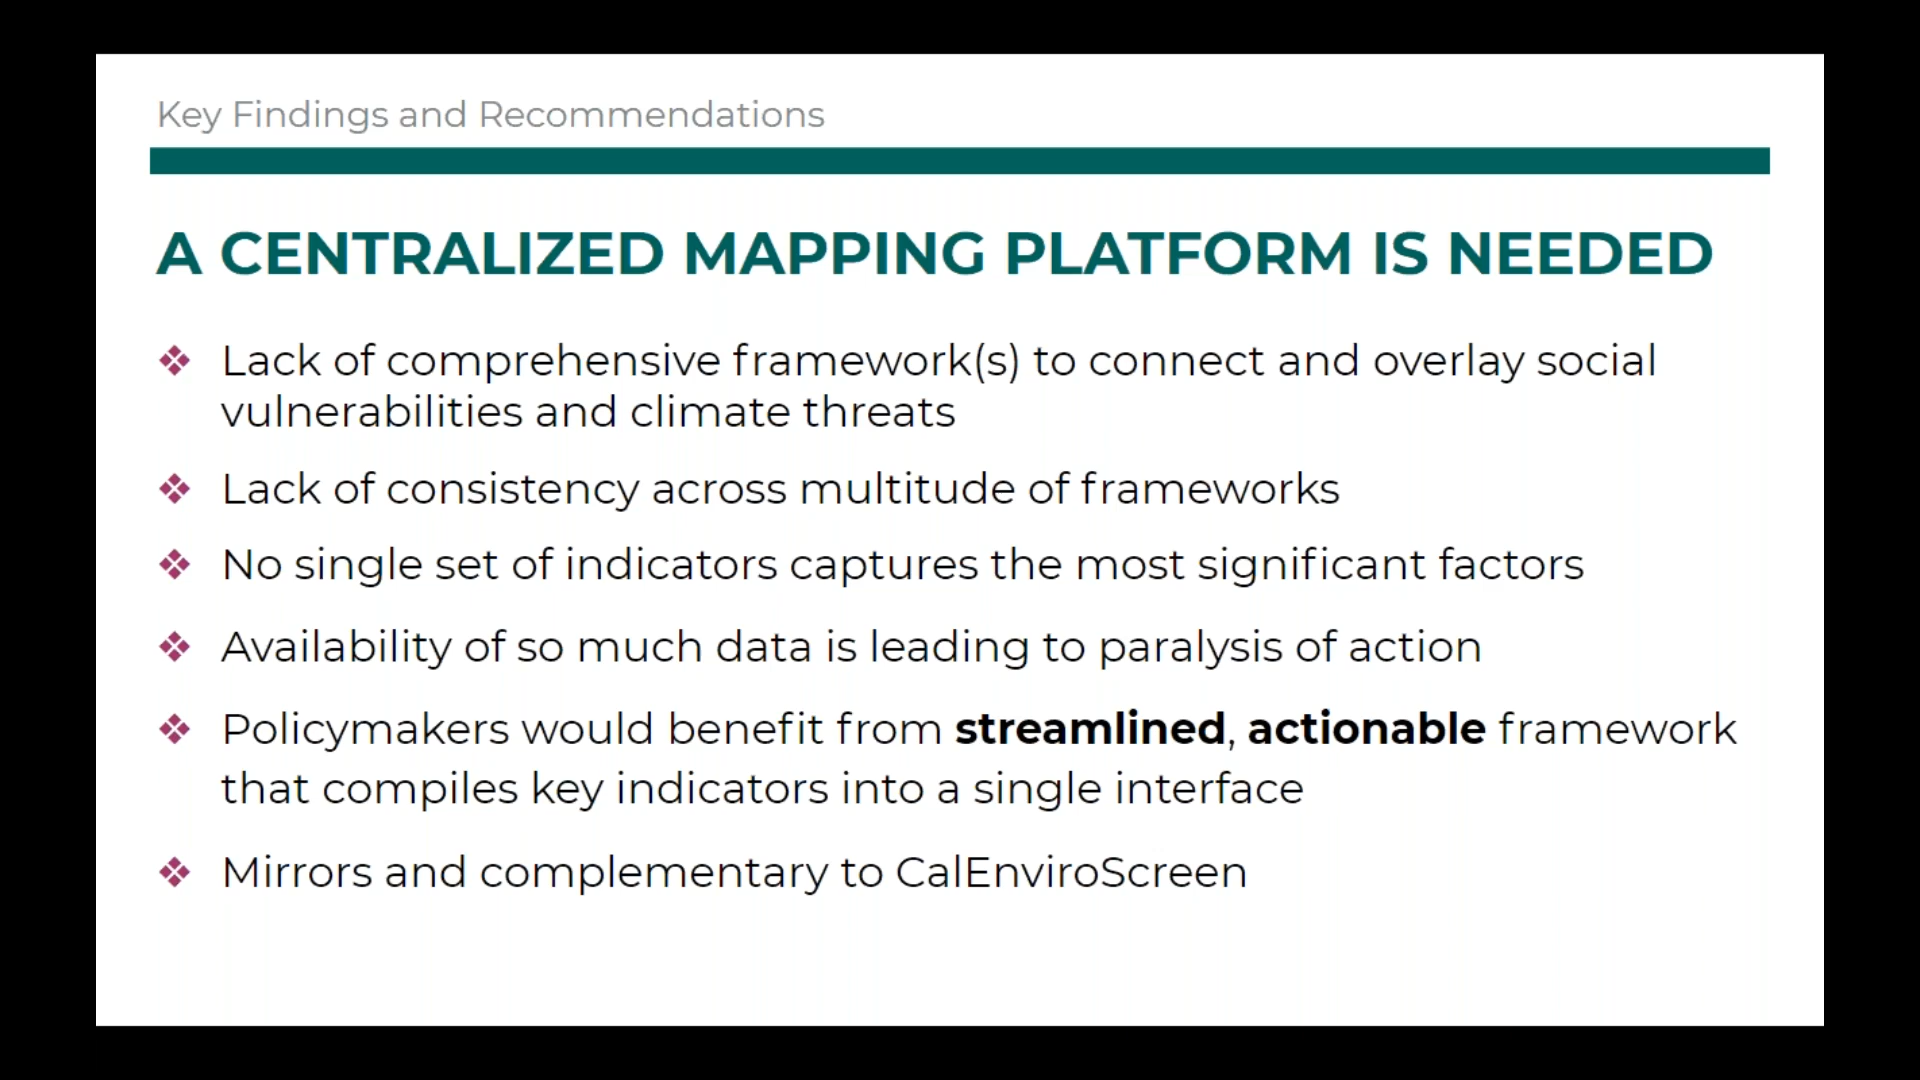 Key Findings and Recommendations
A CENTRALIZED MAPPING PLATFORM IS NEEDED
❖ Lack of comprehensive framework(s) to connect and overlay social
vulnerabilities and climate threats
❖ Lack of consistency across multitude of frameworks
❖ No single set of indicators captures the most significant factors
❖ Availability of so much data is leading to paralysis of action
❖ Policymakers would benefit from streamlined, actionable framework
that compiles key indicators into a single interface
❖ Mirrors and complementary to CalEnviroScreen